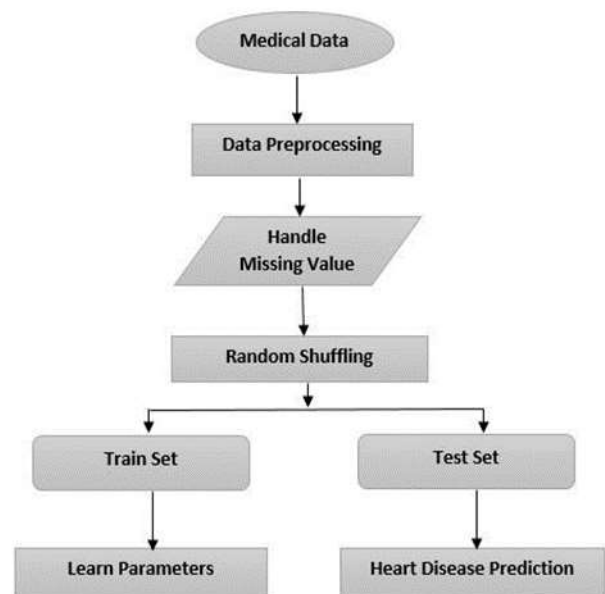 Medical Data
Data Preprocessing
Handle
Missing Value
Random Shuffling
Train Set
Test Set
Learn Parameters
Heart Disease Prediction